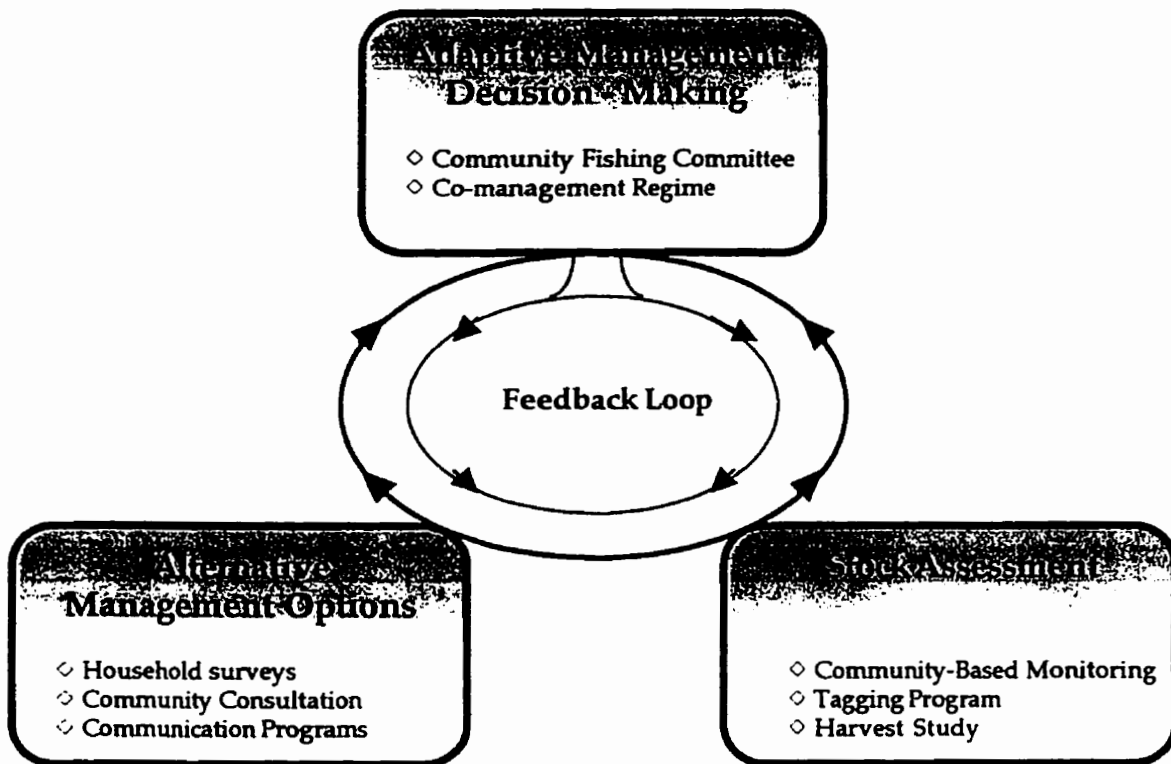 Adaptive Management
Decision - Making
◇ Community Fishing Committee
◇ Co-management Regime
Feedback Loop
Alternative
Management Options
◇ Household surveys
◇ Community Consultation
◇ Communication Programs
Stock Assessment
◇ Community-Based Monitoring
◇ Tagging Program
◇ Harvest Study